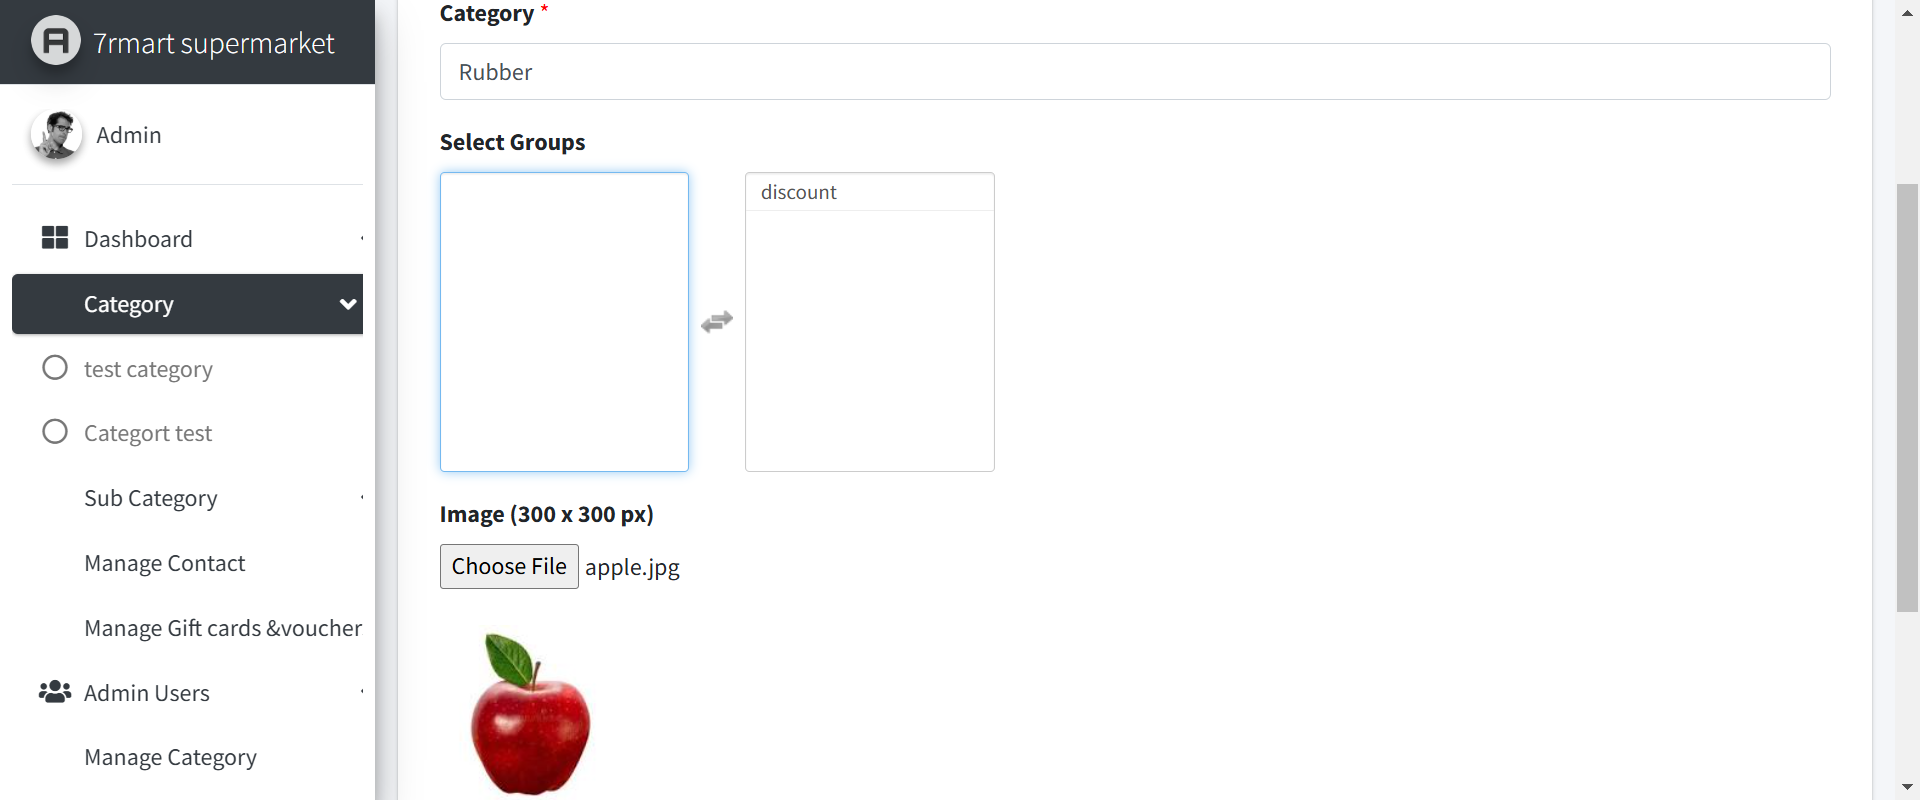 7rmart supermarket
Admin
Dashboard
Category
test category
Categort test
Sub Category
Manage Contact
Manage Gift cards &voucher
Admin Users
Manage Category
Category *
Rubber
Select Groups
discount
Image (300 x 300 px)
Choose File apple.jpg